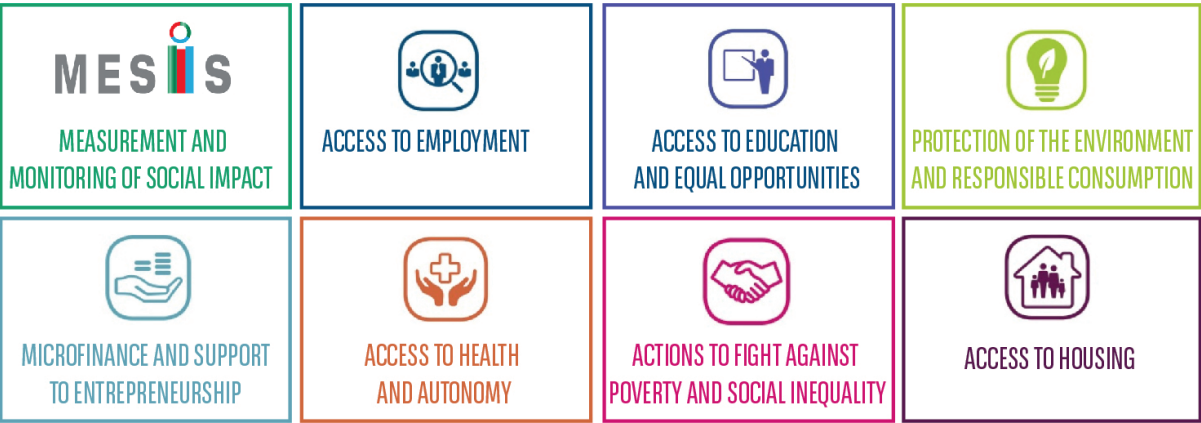 MESIS
MEASUREMENT AND
MONITORING OF SOCIAL IMPACT
ACCESS TO EMPLOYMENT
ACCESS TO EDUCATION
AND EQUAL OPPORTUNITIES
PROTECTION OF THE ENVIRONMENT
AND RESPONSIBLE CONSUMPTION
MICROFINANCE AND SUPPORT
TO ENTREPRENEURSHIP
ACCESS TO HEALTH
AND AUTONOMY
ACTIONS TO FIGHT AGAINST
POVERTY AND SOCIAL INEQUALITY
ACCESS TO HOUSING